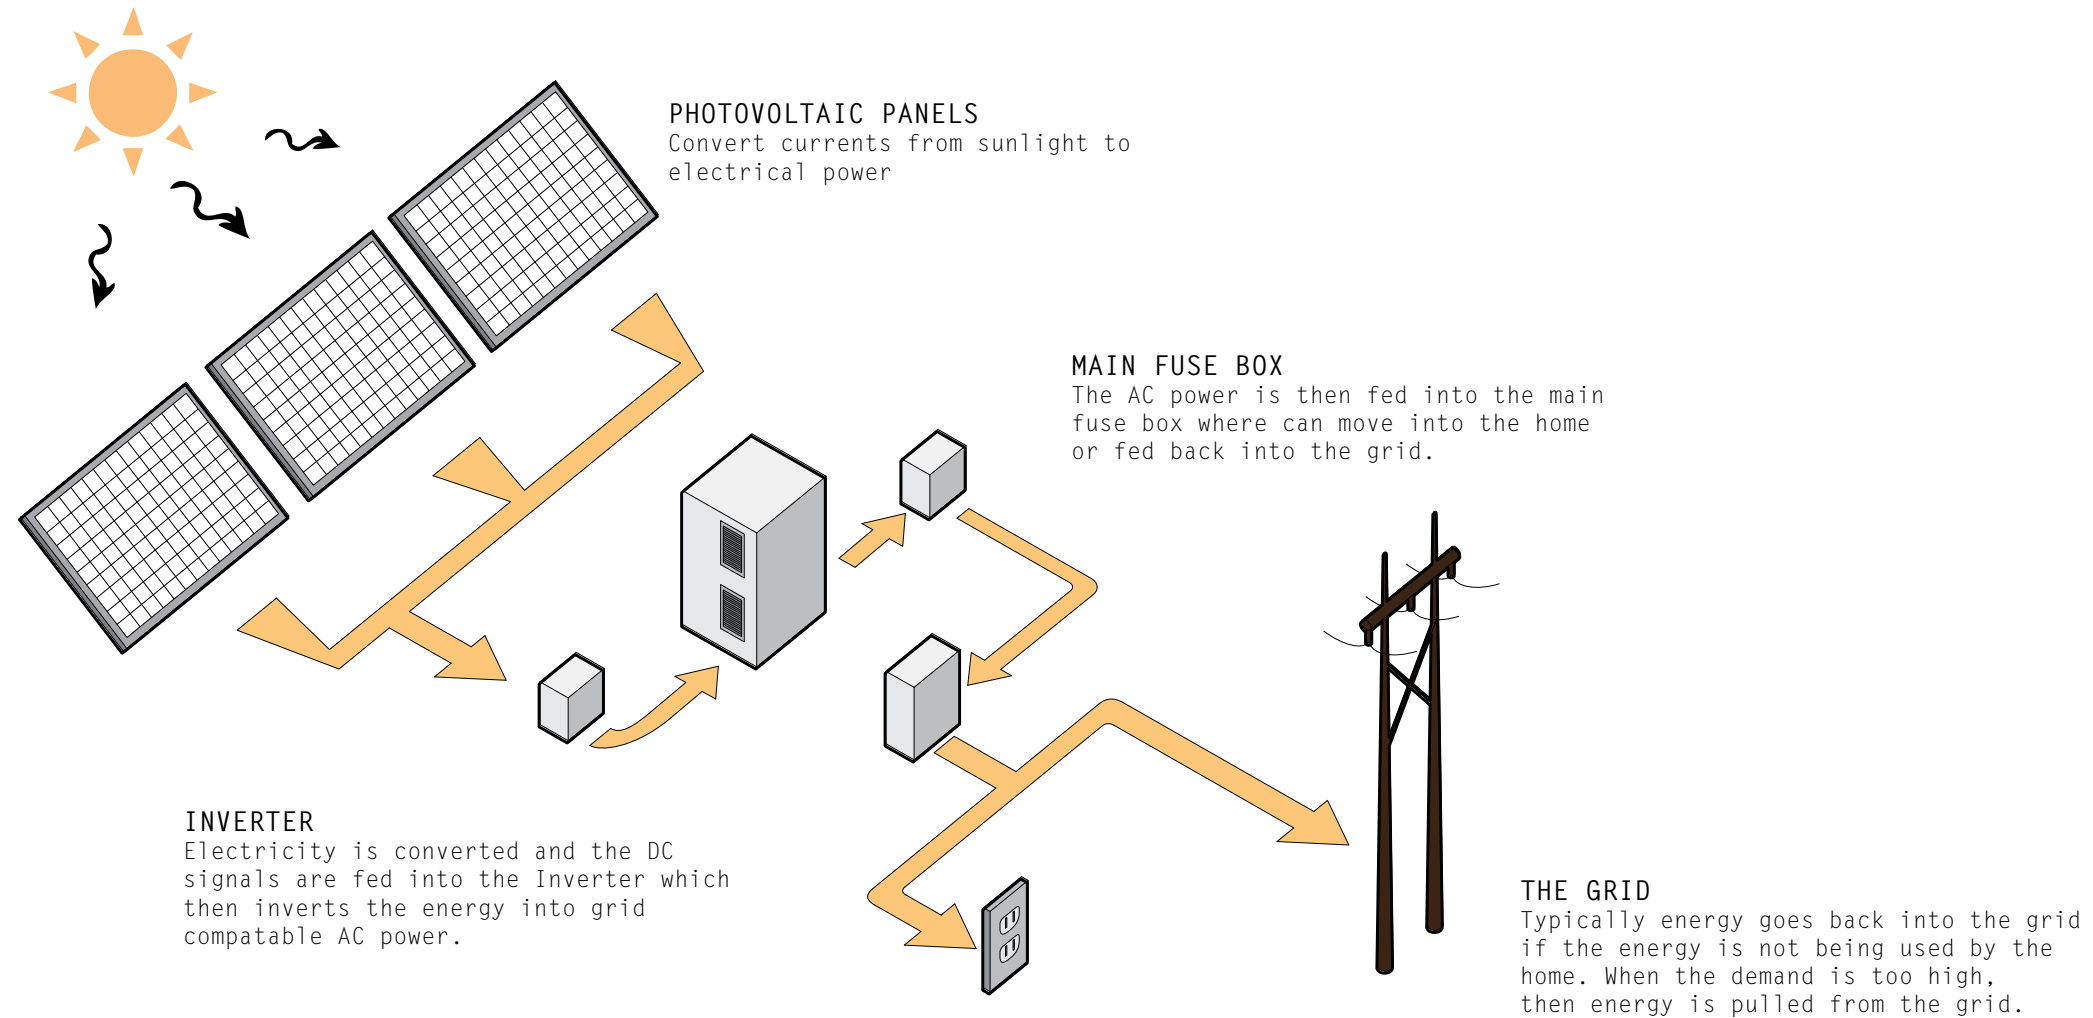 PHOTOVOLTAIC PANELS
Convert currents from sunlight to
electrical power
MAIN FUSE BOX
The AC power is then fed into the main
fuse box where can move into the home
or fed back into the grid.
INVERTER
Electricity is converted and the DC
signals are fed into the Inverter which
then inverts the energy into grid
compatable AC power.
THE GRID
Typically energy goes back into the grid
if the energy is not being used by the
home. When the demand is too high,
then energy is pulled from the grid.